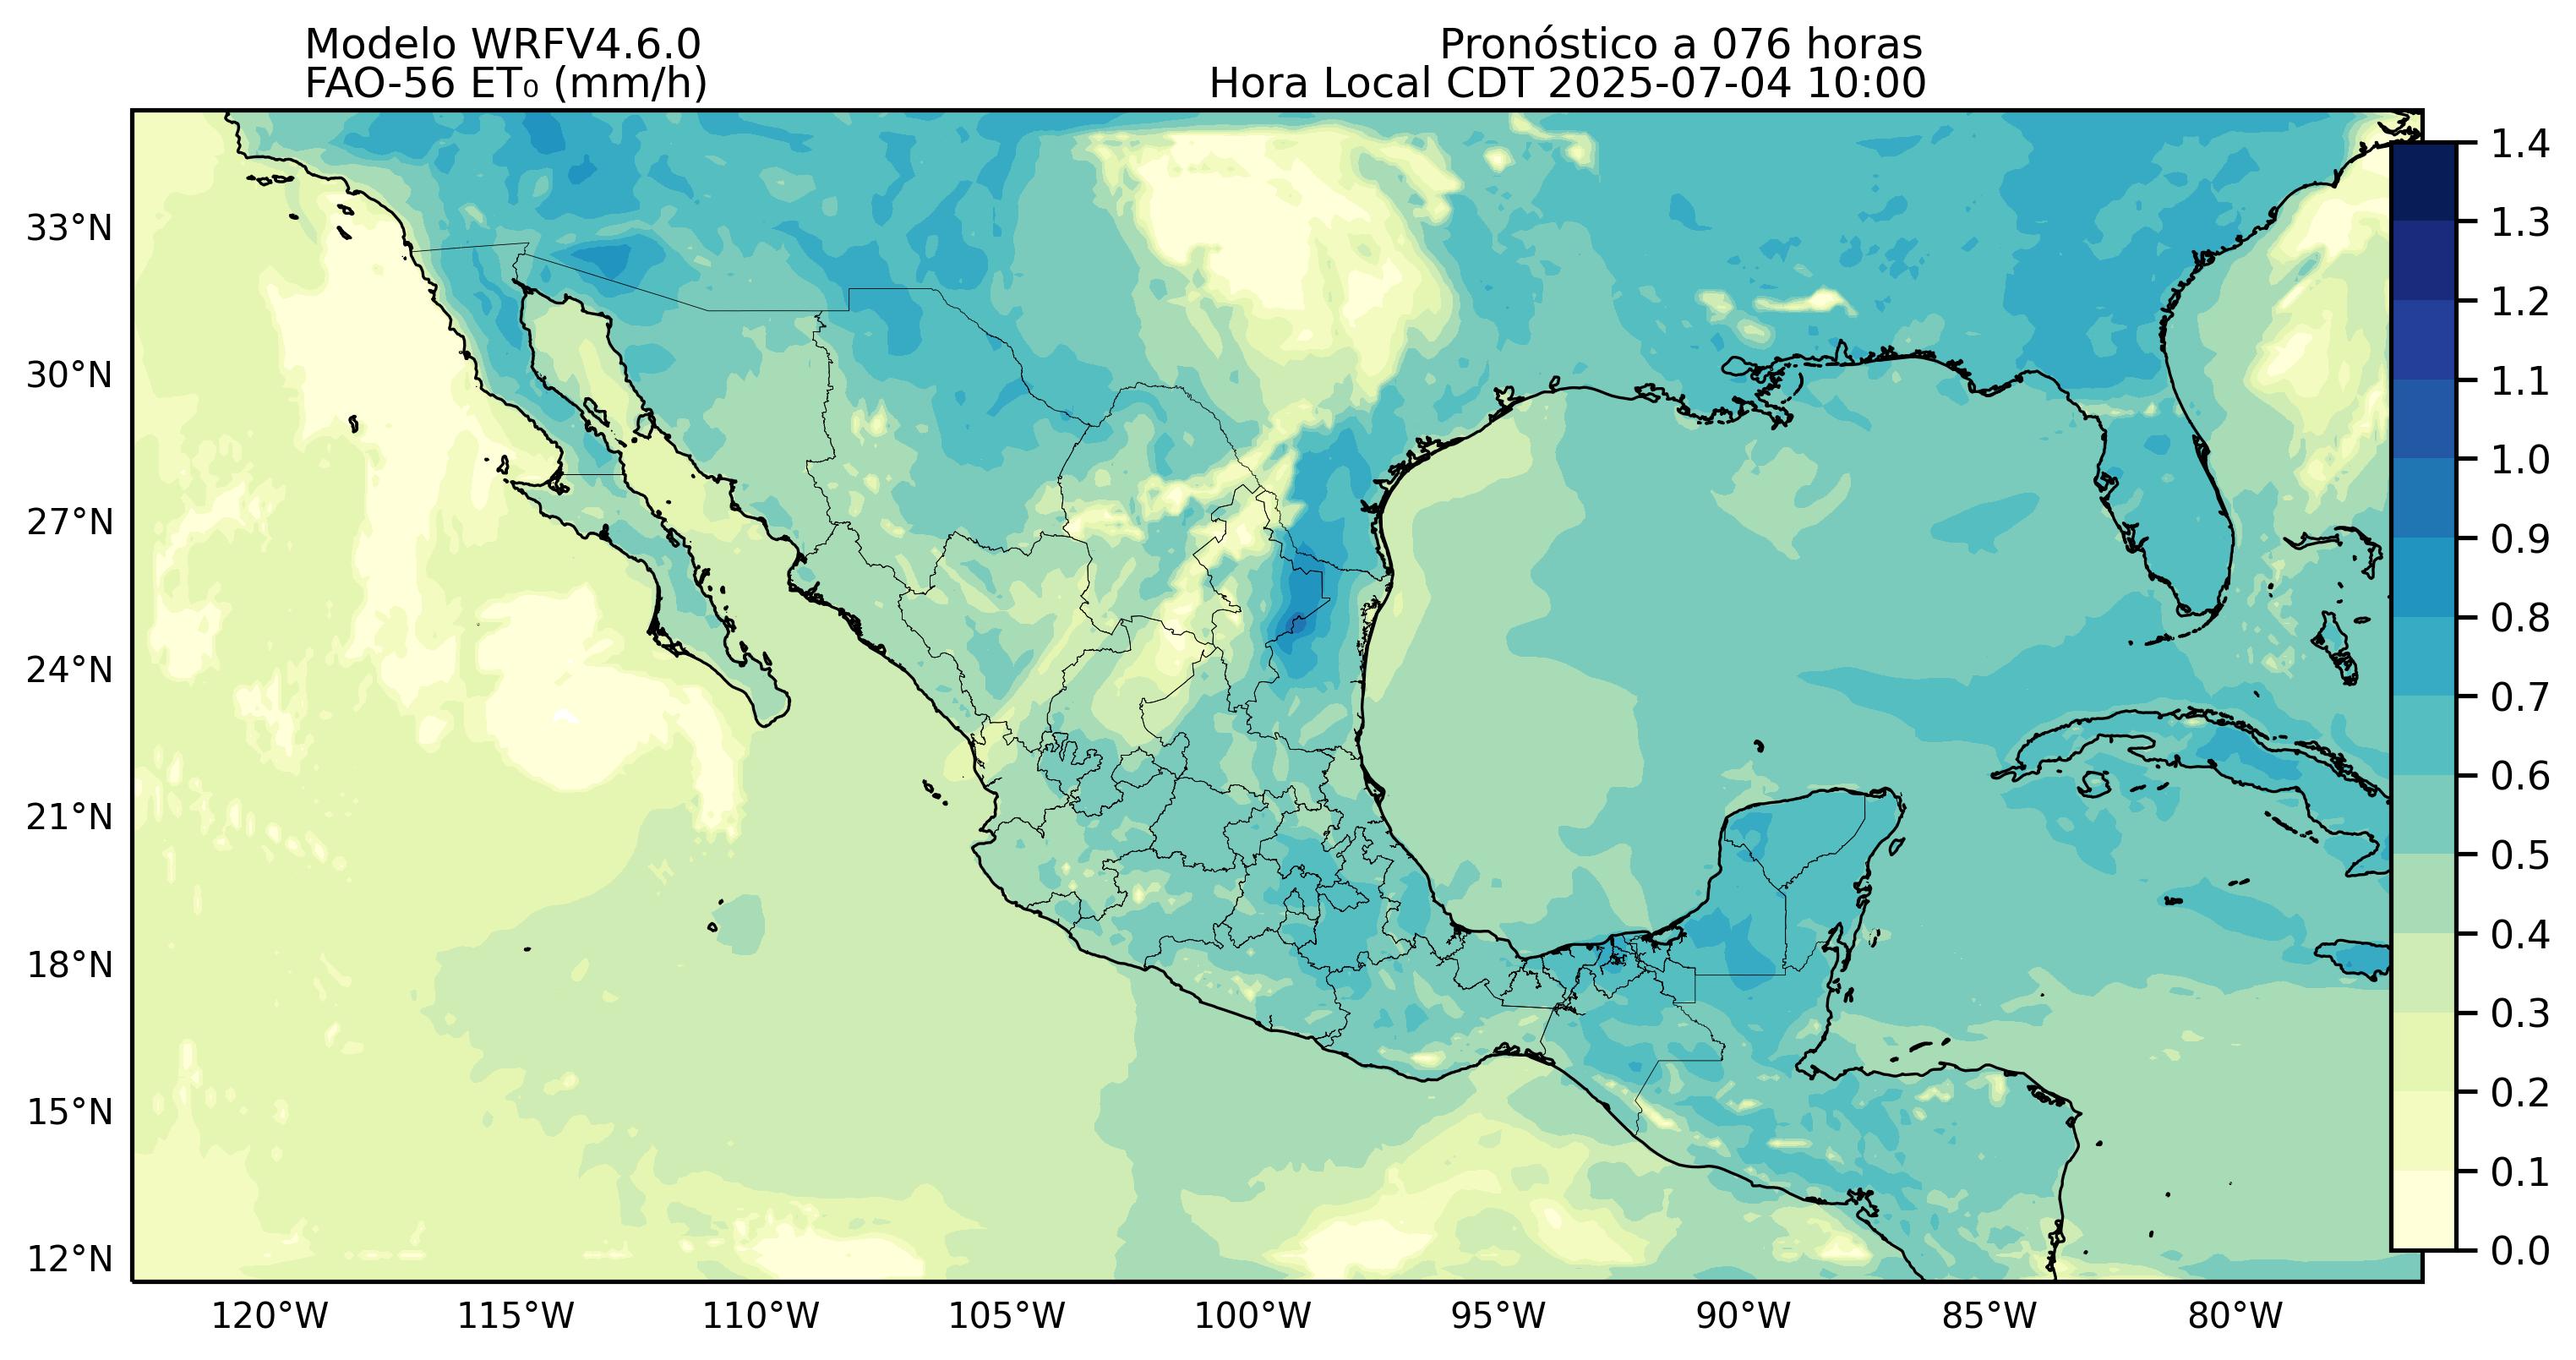 Modelo WRFV4.6.0
FAO-56 ET₀ (mm/h)
Pronóstico a 076 horas
Hora Local CDT 2025-07-04 10:00
33°N
30°N
27°N
24°N
21°N
18°N
15°N
12°N
120°W
115°W
110°W
105°W
100°W
95°W
90°W
85°W
80°W
1.4
1.3
1.2
1.1
1.0
0.9
0.8
0.7
0.6
0.5
0.4
0.3
0.2
0.1
0.0